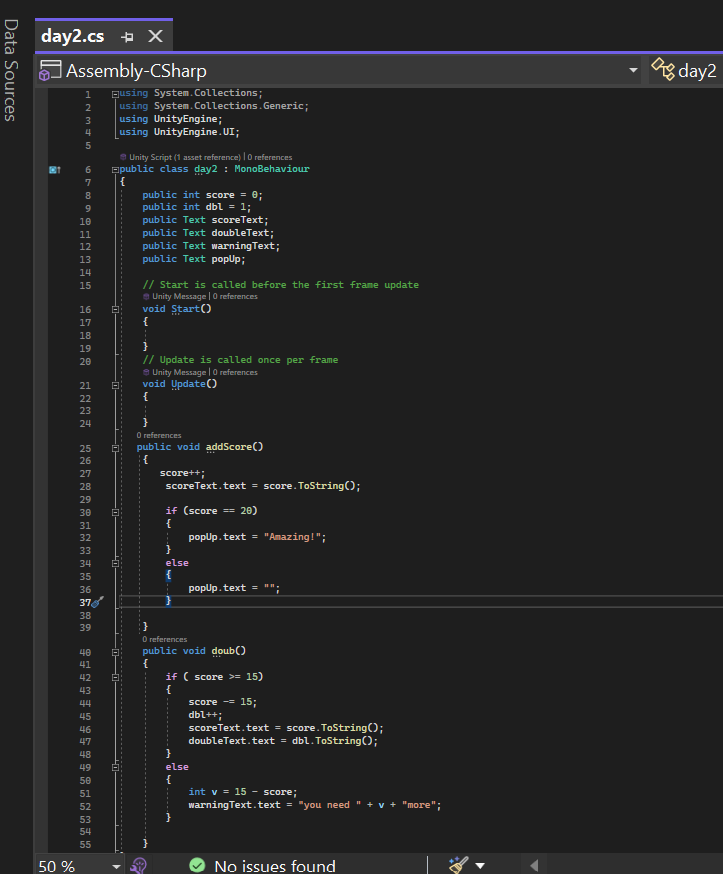 Data Sources
day2.cs
Assembly-CSharp
day2
1 using System.Collections;
2 using System.Collections.Generic;
3 using UnityEngine;
4 using UnityEngine.UI;
5
Unity Script (1 asset reference) | 0 references
6 public class day2 : MonoBehaviour
7 {
8 public int score = 0;
9 public int dbl = 1;
10 public Text scoreText;
11 public Text doubleText;
12 public Text warningText;
13 public Text popUp;
14
15 // Start is called before the first frame update
Unity Message | 0 references
16 void Start()
17 {
18
19 }
20 // Update is called once per frame
Unity Message | 0 references
21 void Update()
22 {
23
24 }
0 references
25 public void addScore()
26 {
27 score++;
28 scoreText.text = score.ToString();
29
30 if (score == 20)
31 {
32 popUp.text = "Amazing!";
33 }
34 else
35 {
36 popUp.text = "";
37 }
38
39 }
0 references
40 public void doub()
41 {
42 if ( score >= 15)
43 {
44 score -= 15;
45 dbl++;
46 scoreText.text = score.ToString();
47 doubleText.text = dbl.ToString();
48 }
49 else
50 {
51 int v = 15 - score;
52 warningText.text = "you need " + v + "more";
53 }
54
55 }
50 %
No issues found